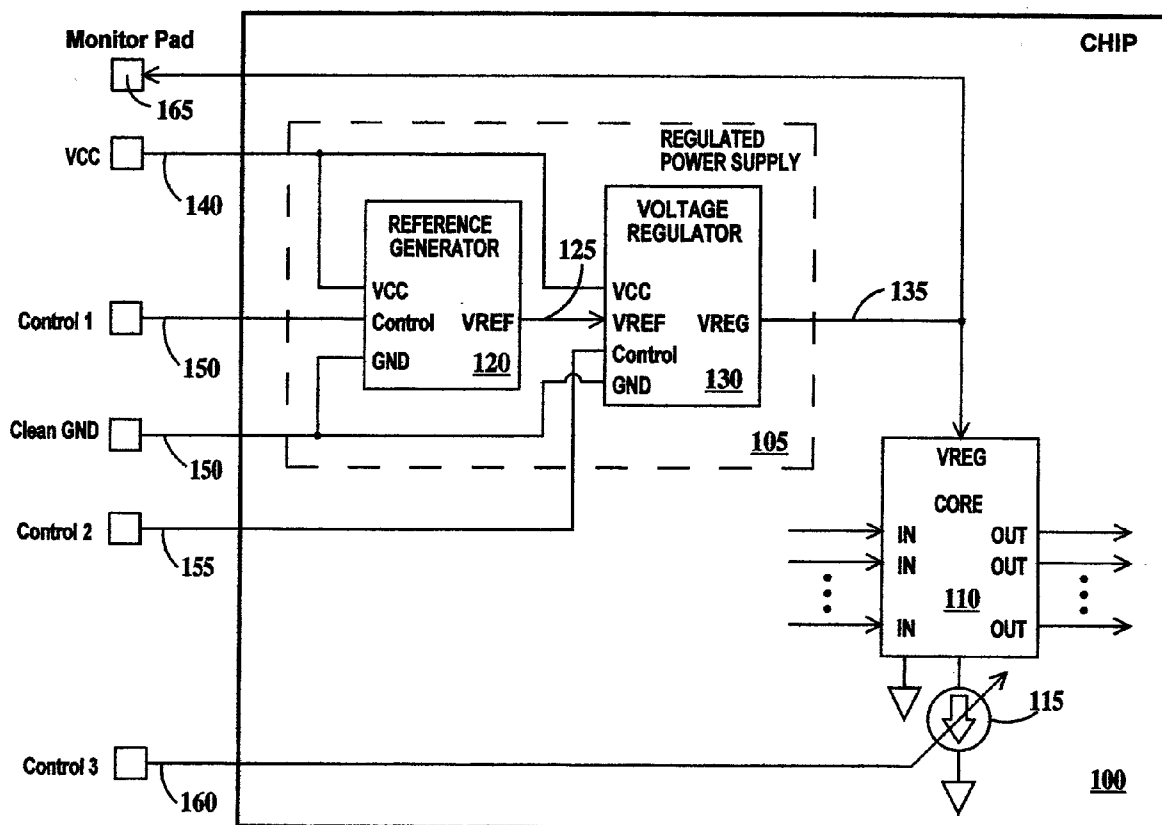 CHIP
Monitor Pad
165
VCC
140
REGULATED
POWER SUPPLY
REFERENCE
GENERATOR
VCC
Control VREF
GND
120
125
VOLTAGE
REGULATOR
VCC
VREF VREG
Control
GND
130
135
Control 1
150
Clean GND
150
105
Control 2
155
VREG
CORE
IN OUT
IN OUT
110
IN OUT
115
Control 3
160
100